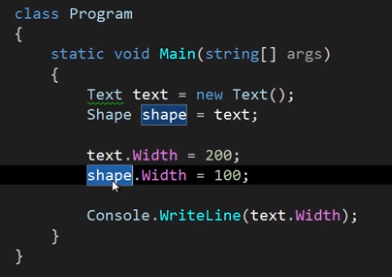 class Program
{
    static void Main(string[] args)
    {
        Text text = new Text();
        Shape shape = text;

        text.Width = 200;
        shape.Width = 100;

        Console.WriteLine(text.Width);
    }
}